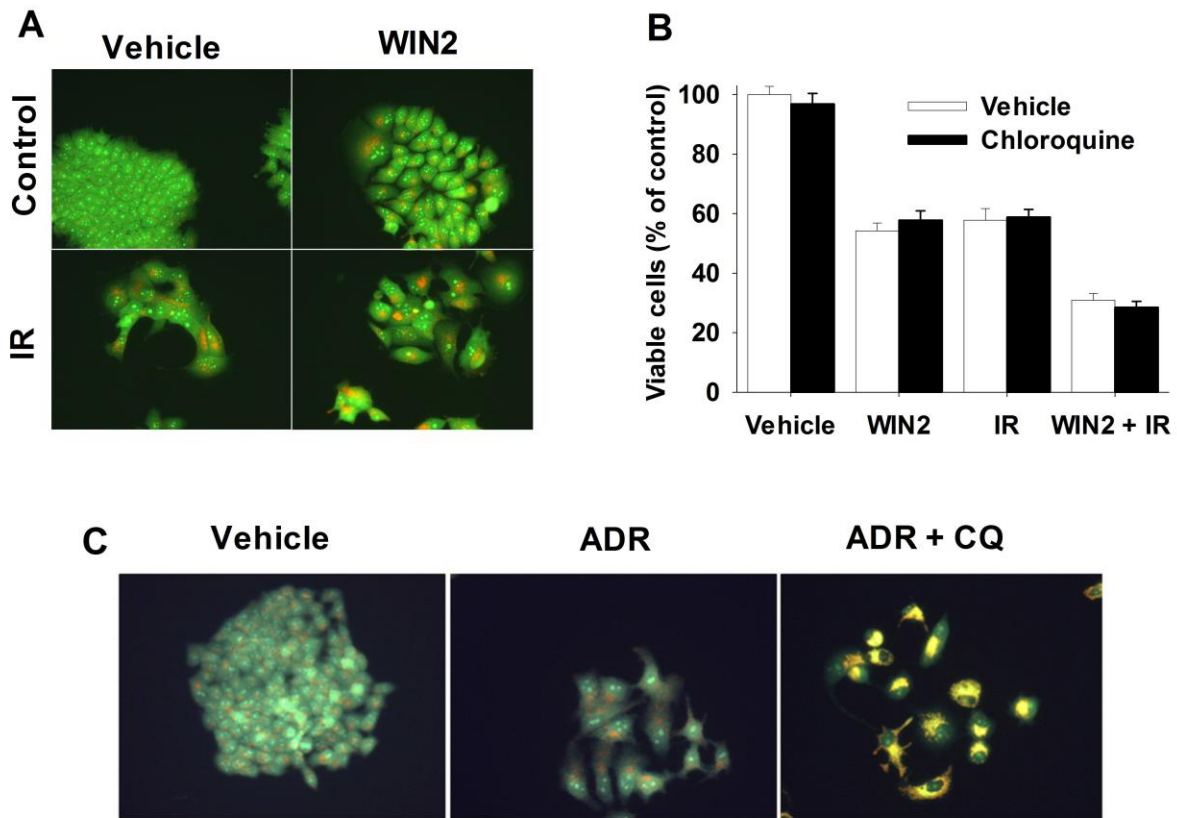 A
Vehicle
WIN2
Control
IR
B
Viable cells (% of control)
100
80
60
40
20
0
Vehicle
Chloroquine
Vehicle
WIN2
IR
WIN2 + IR
C
Vehicle
ADR
ADR + CQ